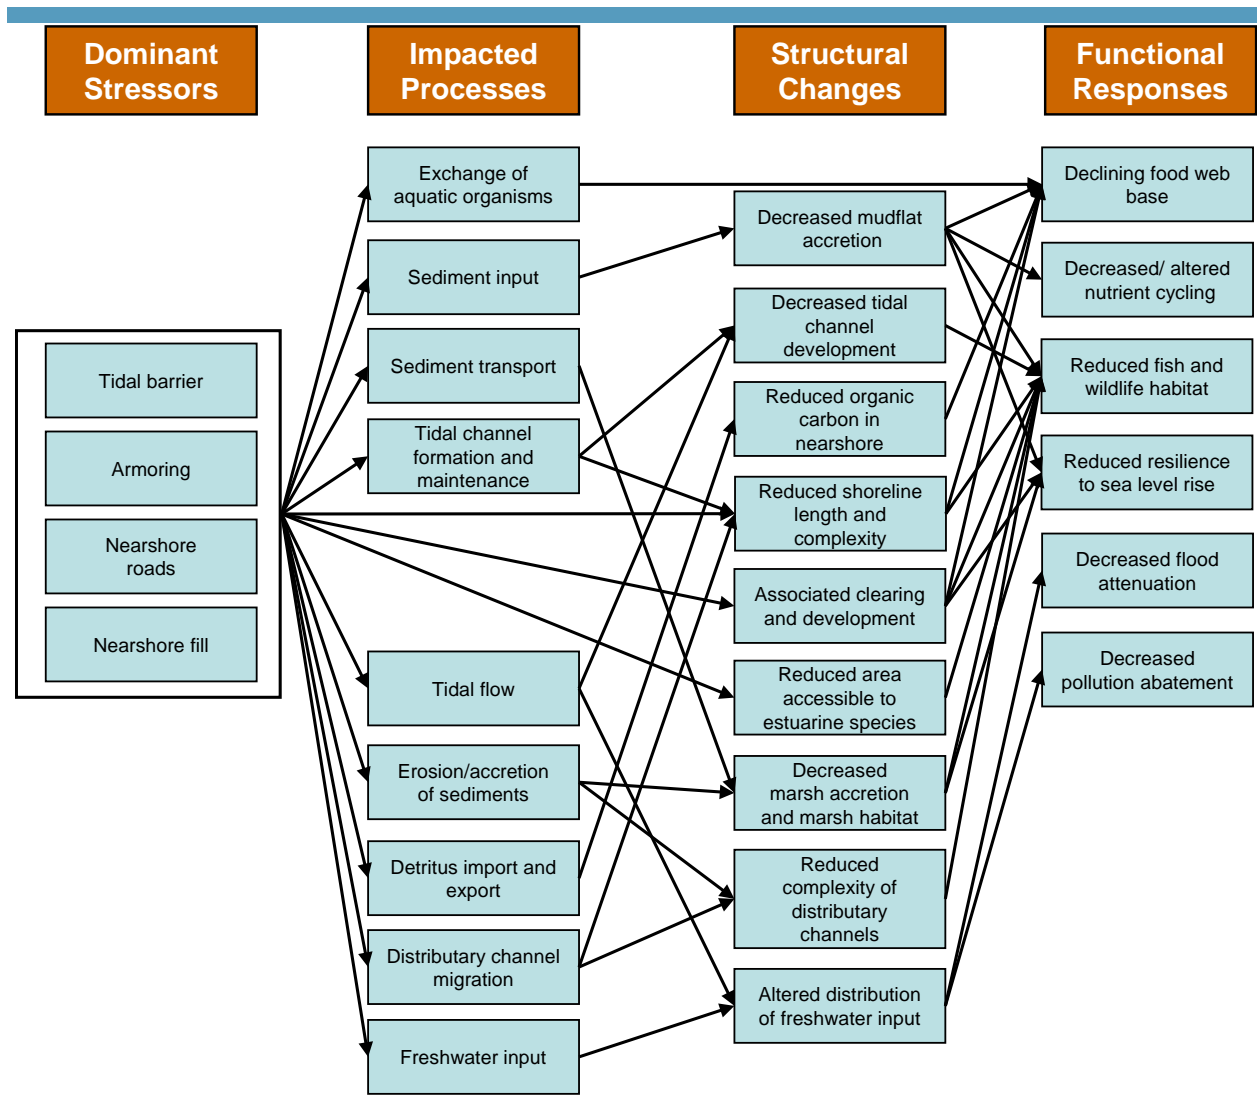 Dominant
Stressors
Impacted
Processes
Structural
Changes
Functional
Responses
Tidal barrier
Armoring
Nearshore
roads
Nearshore fill
Exchange of
aquatic organisms
Sediment input
Sediment transport
Tidal channel
formation and
maintenance
Tidal flow
Erosion/accretion
of sediments
Detritus import and
export
Distributary channel
migration
Freshwater input
Decreased mudflat
accretion
Decreased tidal
channel
development
Reduced organic
carbon in
nearshore
Reduced shoreline
length and
complexity
Associated clearing
and development
Reduced area
accessible to
estuarine species
Decreased
marsh accretion
and marsh habitat
Reduced
complexity of
distributary
channels
Altered distribution
of freshwater input
Declining food web
base
Decreased/ altered
nutrient cycling
Reduced fish and
wildlife habitat
Reduced resilience
to sea level rise
Decreased flood
attenuation
Decreased
pollution abatement